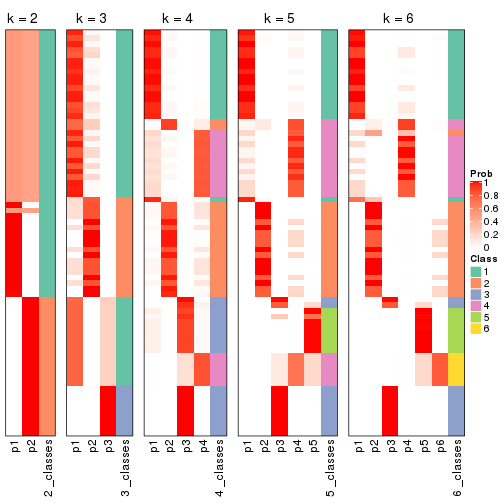 k = 2
k = 3
k = 4
k = 5
k = 6
p1
p2
2_classes
p1
p2
p3
3_classes
p1
p2
p3
p4
4_classes
p1
p2
p3
p4
p5
5_classes
p1
p2
p3
p4
p5
p6
6_classes
Prob
1
0.8
0.6
0.4
0.2
0
Class
1
2
3
4
5
6